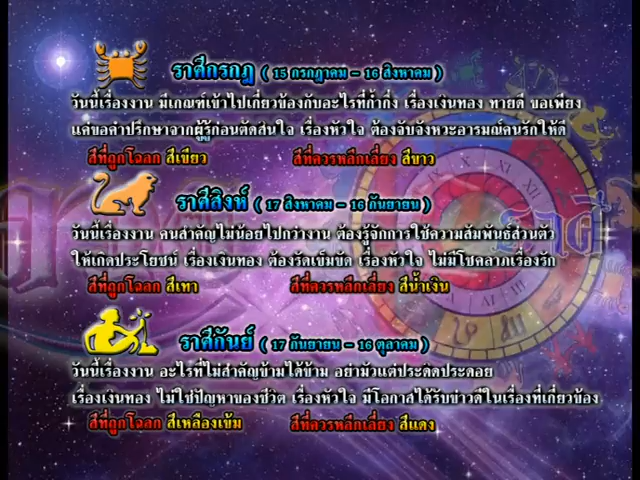 ราศีกรกฎ ( 15 กรกฎาคม - 16 สิงหาคม )
วันนี้เรื่องงาน มีเกณฑ์เข้าไปเกี่ยวข้องกับอะไรที่ก้ำกึ่ง เรื่องเงินทอง ทายดี ขอเพียง
แค่ขอคำปรึกษาจากผู้รู้ก่อนตัดสินใจ เรื่องหัวใจ ต้องจับจังหวะอารมณ์คนรักให้ดี
สีที่ถูกโฉลก สีเขียว สีที่ควรหลีกเลี่ยง สีขาว
ราศีสิงห์ ( 17 สิงหาคม - 16 กันยายน )
วันนี้เรื่องงาน คนสำคัญไม่น้อยไปกว่างาน ต้องรู้จักการใช้ความสัมพันธ์ส่วนตัว
ให้เกิดประโยชน์ เรื่องเงินทอง ต้องรัดเข็มขัด เรื่องหัวใจ ไม่มีโชคลาภเรื่องรัก
สีที่ถูกโฉลก สีเทา สีที่ควรหลีกเลี่ยง สีน้ำเงิน
ราศีกันย์ ( 17 กันยายน - 16 ตุลาคม )
วันนี้เรื่องงาน อะไรที่ไม่สำคัญข้ามได้ข้าม อย่ามัวแต่ประดิดประดอย
เรื่องเงินทอง ไม่ใช่ปัญหาของชีวิต เรื่องหัวใจ มีโอกาสได้รับข่าวดีในเรื่องที่เกี่ยวข้อง
สีที่ถูกโฉลก สีเหลืองเข้ม สีที่ควรหลีกเลี่ยง สีแดง